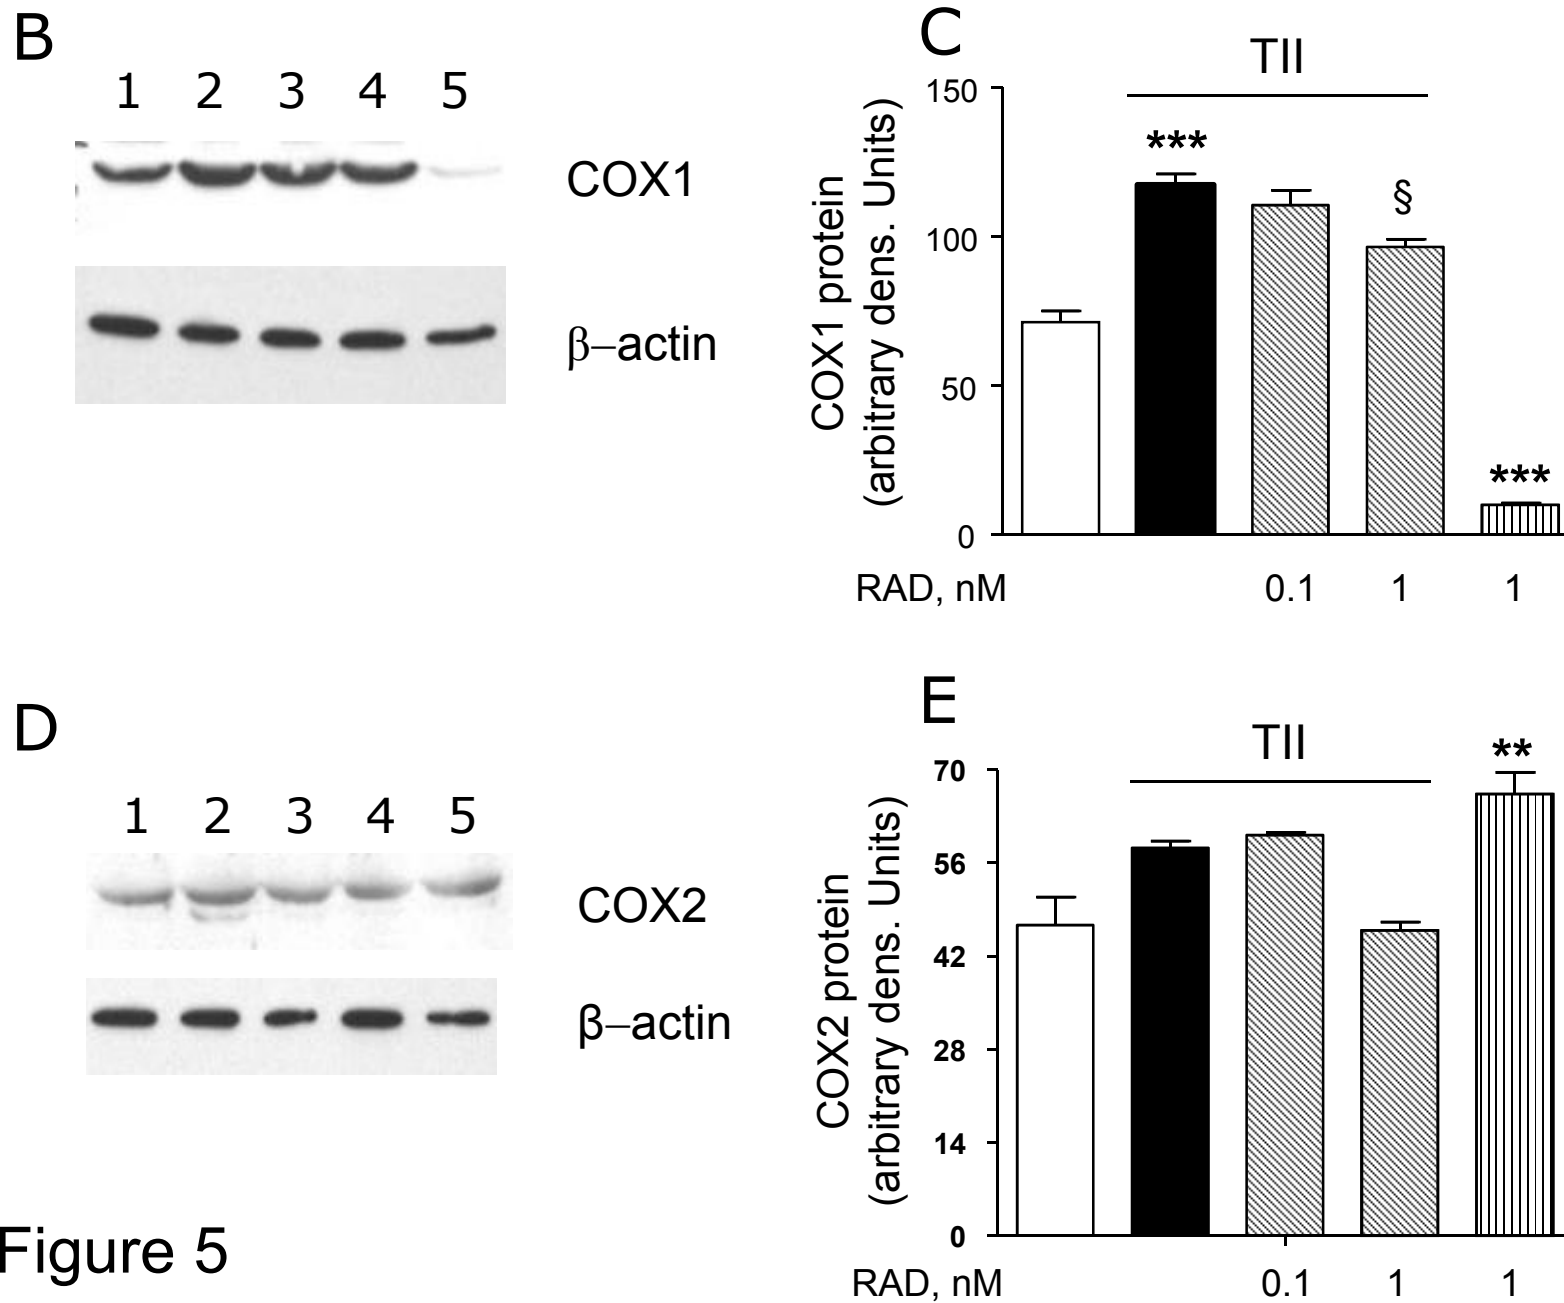 B
1 2 3 4 5
COX1
β–actin
C
TII
COX1 protein
(arbitrary dens. Units)
150
100
50
0
***
§
***
RAD, nM 0.1 1 1
D
1 2 3 4 5
COX2
β–actin
E
TII
COX2 protein
(arbitrary dens. Units)
70
56
42
28
14
0
**
RAD, nM 0.1 1 1
Figure 5